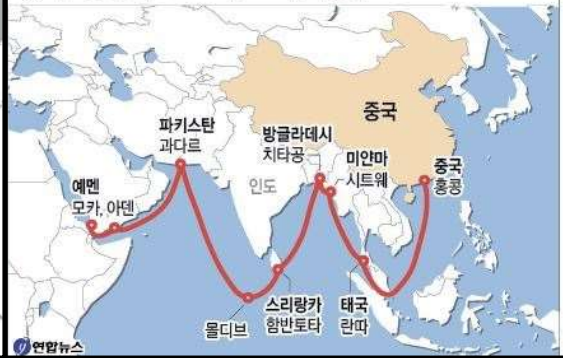 중국
파키스탄
과다르
방글라데시
치타공
미얀마
시트웨
중국
홍콩
예멘
모카, 아덴
인도
몰디브
스리랑카
함반토타
태국
란따
연합뉴스